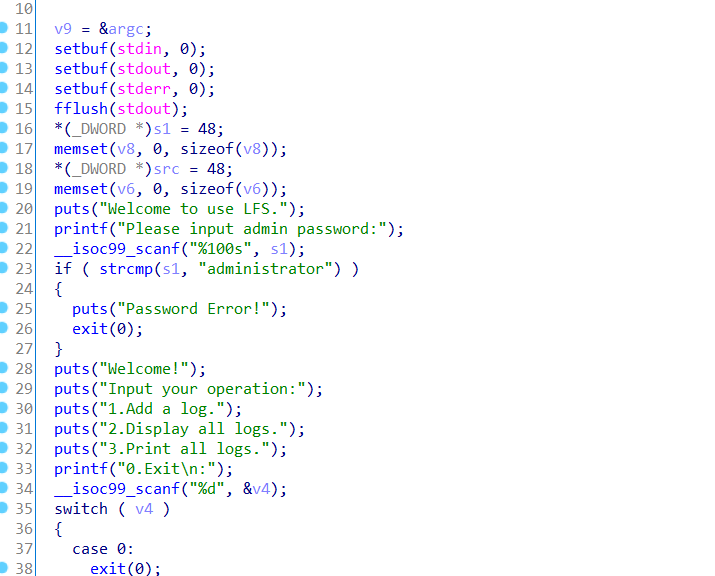 10
11 v9 = &argc;
12 setbuf(stdin, 0);
13 setbuf(stdout, 0);
14 setbuf(stderr, 0);
15 fflush(stdout);
16 *(_DWORD *)s1 = 48;
17 memset(v8, 0, sizeof(v8));
18 *(_DWORD *)src = 48;
19 memset(v6, 0, sizeof(v6));
20 puts("Welcome to use LFS.");
21 printf("Please input admin password:");
22 __isoc99_scanf("%100s", s1);
23 if ( strcmp(s1, "administrator") )
24 {
25 puts("Password Error!");
26 exit(0);
27 }
28 puts("Welcome!");
29 puts("Input your operation:");
30 puts("1.Add a log.");
31 puts("2.Display all logs.");
32 puts("3.Print all logs.");
33 printf("0.Exit\n:");
34 __isoc99_scanf("%d", &v4);
35 switch ( v4 )
36 {
37 case 0:
38 exit(0);